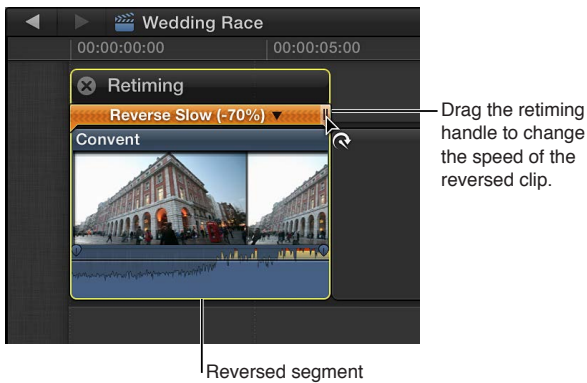 Wedding Race
00:00:00:00 00:00:05:00
Retiming
Reverse Slow (-70%)
Convent
Drag the retiming
handle to change
the speed of the
reversed clip.
Reversed segment